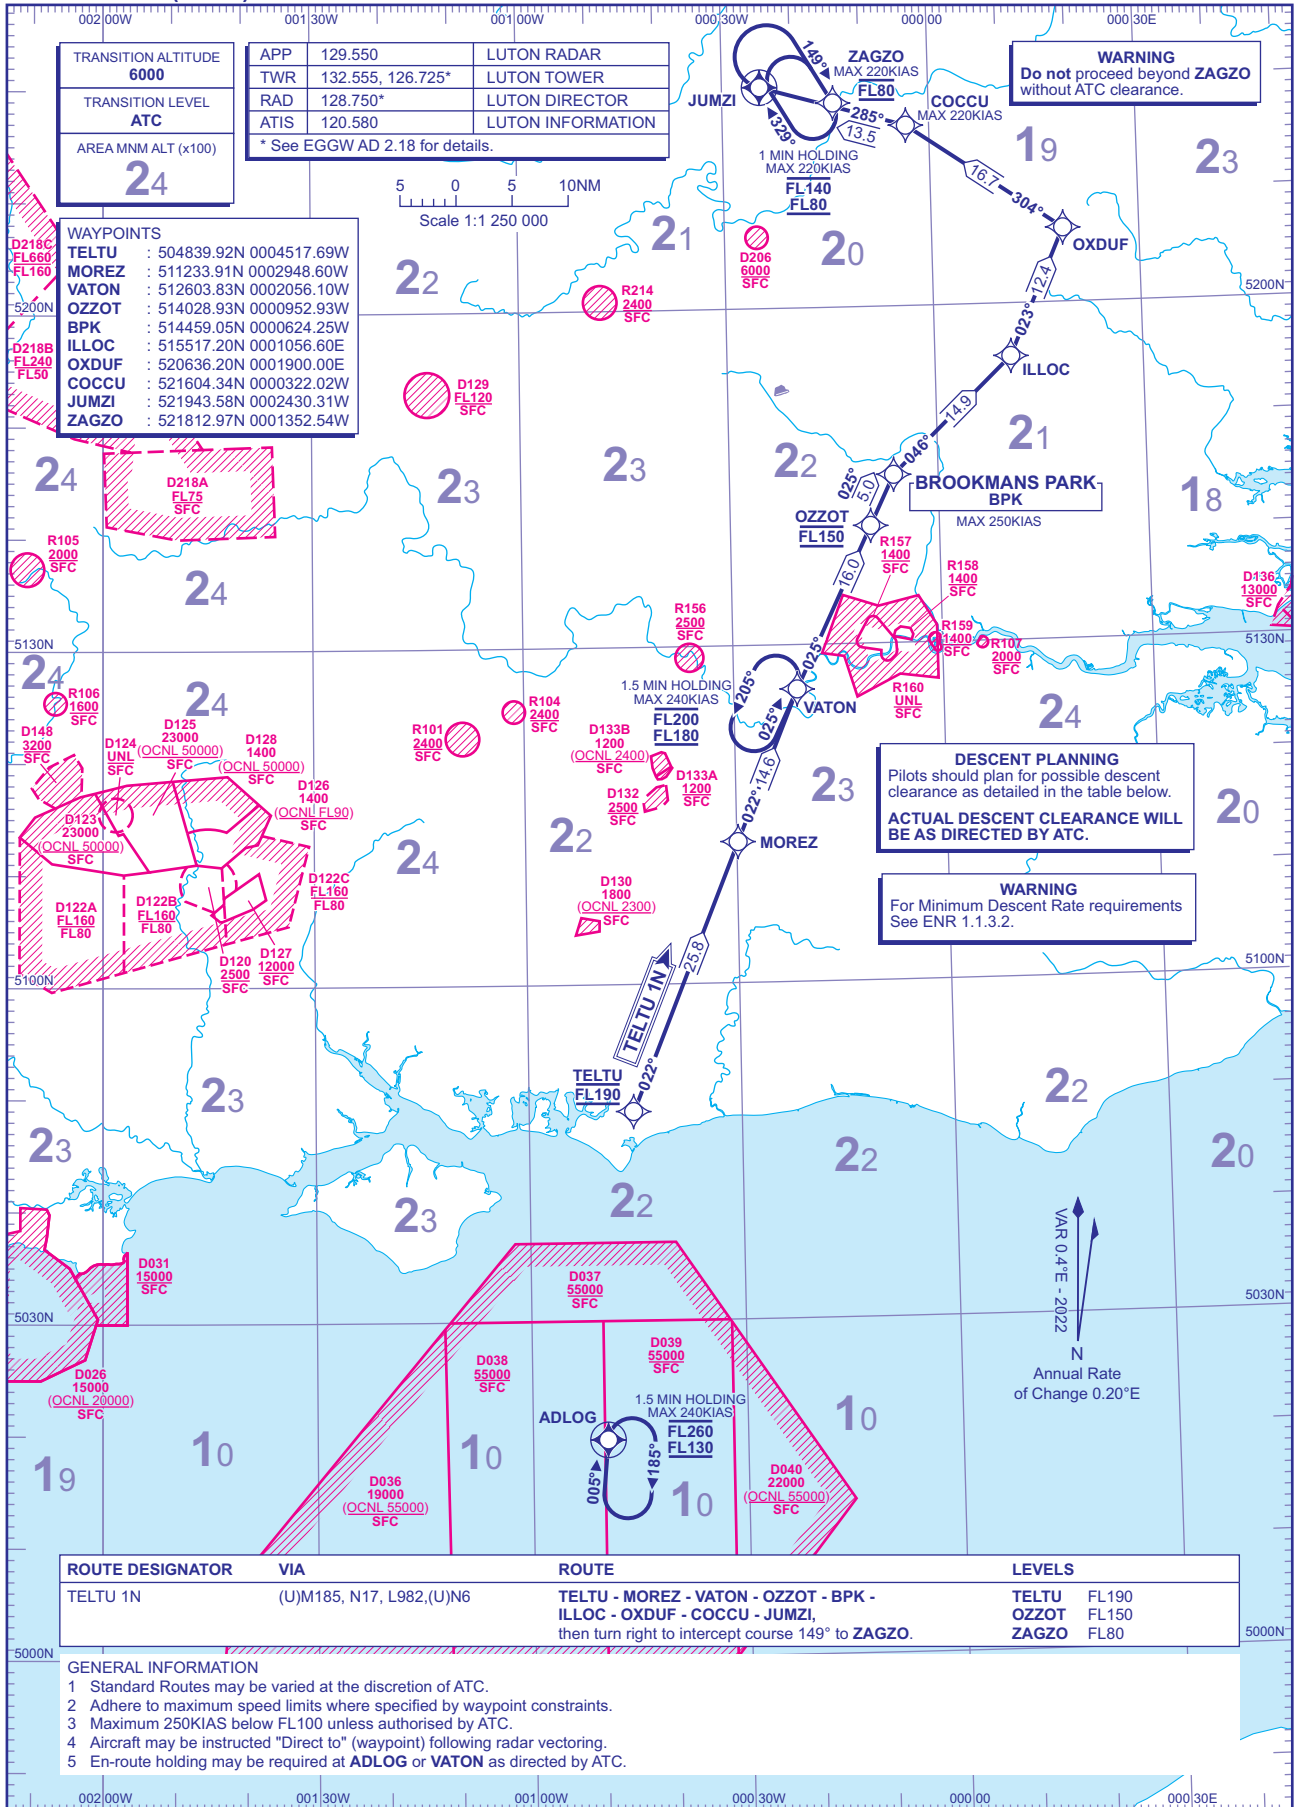 002°00'W 001°30'W 001°00'W 000°30'W 000°00' 000°30'E
TRANSITION ALTITUDE
6000
TRANSITION LEVEL
ATC
AREA MNM ALT (x100)
24
APP 129.550 LUTON RADAR
TWR 132.555, 126.725* LUTON TOWER
RAD 128.750* LUTON DIRECTOR
ATIS 120.580 LUTON INFORMATION
* See EGGW AD 2.18 for details.
5 0 5 10NM
Scale 1:1 250 000
WARNING
Do not proceed beyond ZAGZO
without ATC clearance.
WAYPOINTS
TELTU : 504839.92N 0004517.69W
MOREZ : 511233.91N 0002948.60W
VATON : 512603.83N 0002056.10W
OZZOT : 514028.93N 0000952.93W
BPK : 514459.05N 0000624.25W
ILLOC : 515517.20N 0001056.60E
OXDUF : 520636.20N 0001900.00E
COCCU : 521604.34N 0000322.02W
JUMZI : 521943.58N 0002430.31W
ZAGZO : 521812.97N 0001352.54W
JUMZI
149°
329°
ZAGZO
MAX 220KIAS
FL80
285°
13.5
COCCU
MAX 220KIAS
1 MIN HOLDING
MAX 220KIAS
FL140
FL80
16.7
304°
OXDUF
19
23
21
20
22
D206
6000
SFC
R214
2400
SFC
D218C
FL660
FL160
5200N
5200N
D218B
FL240
FL50
12.4
023°
ILLOC
D129
FL120
SFC
14.9
046°
21
24
23
23
22
18
D218A
FL75
SFC
BROOKMANS PARK
BPK
MAX 250KIAS
025°
5.0
OZZOT
FL150
R105
2000
SFC
24
R157
1400
SFC
R158
1400
SFC
D136
13000
SFC
16.0
R156
2500
SFC
R159
1400
SFC
R107
2000
SFC
5130N
5130N
025°
24
R106
1600
SFC
24
R160
UNL
SFC
24
1.5 MIN HOLDING
MAX 240KIAS
FL200
FL180
205°
025°
VATON
R104
2400
SFC
R101
2400
SFC
D148
3200
SFC
D124
UNL
SFC
D125
23000
(OCNL 50000)
SFC
D128
1400
(OCNL 50000)
SFC
D126
1400
(OCNL FL90)
SFC
D123
23000
(OCNL 50000)
SFC
D133B
1200
(OCNL 2400)
SFC
D133A
1200
SFC
D132
2500
SFC
14.6
022°
23
DESCENT PLANNING
Pilots should plan for possible descent
clearance as detailed in the table below.
ACTUAL DESCENT CLEARANCE WILL
BE AS DIRECTED BY ATC.
20
24
22
MOREZ
D122A
FL160
FL80
D122B
FL160
FL80
D122C
FL160
FL80
D120
2500
SFC
D127
12000
SFC
D130
1800
(OCNL 2300)
SFC
WARNING
For Minimum Descent Rate requirements
See ENR 1.1.3.2.
5100N
5100N
25.8
TELTU 1N
022°
TELTU
FL190
23
22
23
22
20
23
22
VAR 0.4°E - 2022
N
Annual Rate
of Change 0.20°E
D031
15000
SFC
D037
55000
SFC
5030N
5030N
D038
55000
SFC
D039
55000
SFC
D026
15000
(OCNL 20000)
SFC
1.5 MIN HOLDING
MAX 240KIAS
FL260
FL130
ADLOG
005°
185°
19
10
10
10
10
D036
19000
(OCNL 55000)
SFC
D040
22000
(OCNL 55000)
SFC
ROUTE DESIGNATOR VIA ROUTE LEVELS
TELTU 1N (U)M185, N17, L982,(U)N6 TELTU - MOREZ - VATON - OZZOT - BPK - TELTU FL190
ILLOC - OXDUF - COCCU - JUMZI, OZZOT FL150
then turn right to intercept course 149° to ZAGZO. ZAGZO FL80
5000N
5000N
GENERAL INFORMATION
1 Standard Routes may be varied at the discretion of ATC.
2 Adhere to maximum speed limits where specified by waypoint constraints.
3 Maximum 250KIAS below FL100 unless authorised by ATC.
4 Aircraft may be instructed "Direct to" (waypoint) following radar vectoring.
5 En-route holding may be required at ADLOG or VATON as directed by ATC.
002°00'W 001°30'W 001°00'W 000°30'W 000°00' 000°30'E